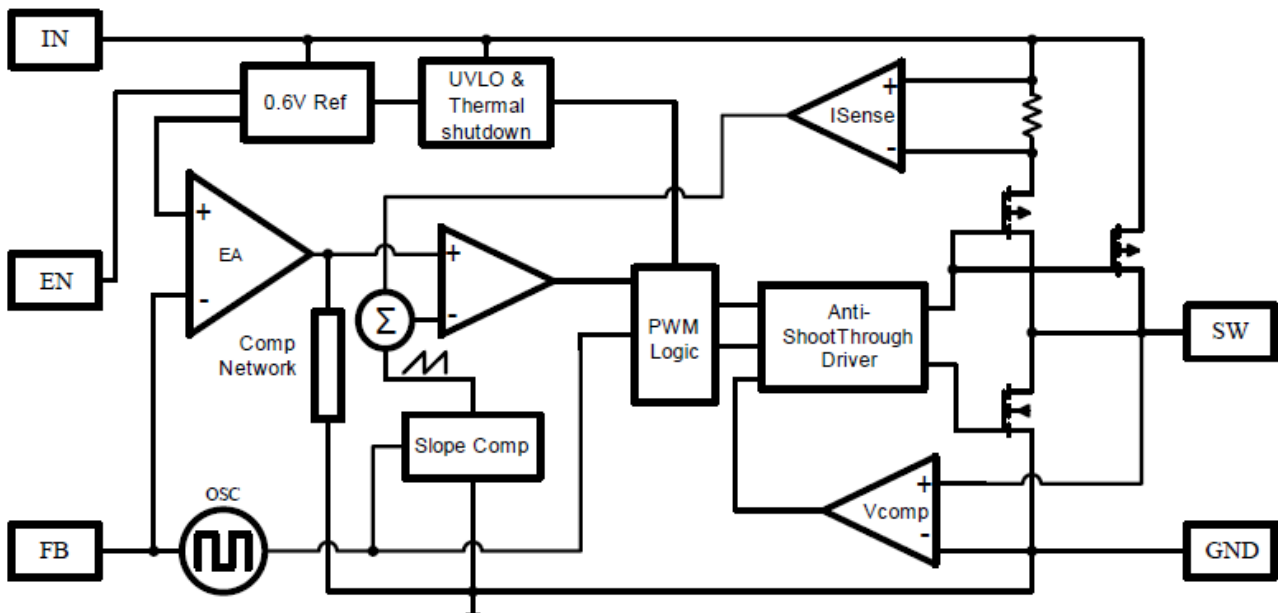 IN
0.6V Ref
UVLO &
Thermal
shutdown
+
ISense
-
+
EA
-
EN
+
-
Σ
Comp
Network
PWM
Logic
Anti-
ShootThrough
Driver
SW
Slope Comp
OSC
FB
+
Vcomp
-
GND